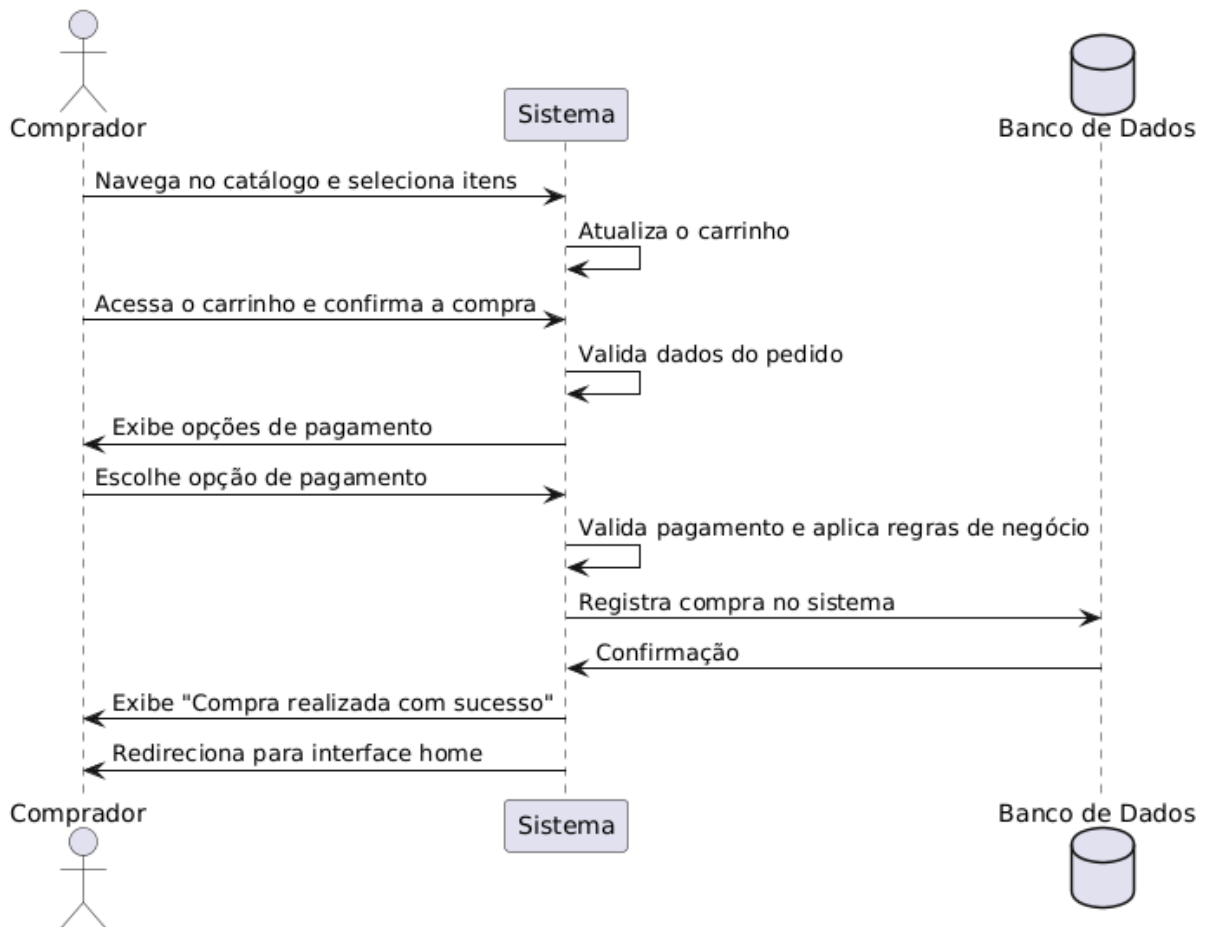 Comprador
Sistema
Banco de Dados
Navega no catálogo e seleciona itens
Atualiza o carrinho
Acessa o carrinho e confirma a compra
Valida dados do pedido
Exibe opções de pagamento
Escolhe opção de pagamento
Valida pagamento e aplica regras de negócio
Registra compra no sistema
Confirmação
Exibe "Compra realizada com sucesso"
Redireciona para interface home
Comprador
Sistema
Banco de Dados